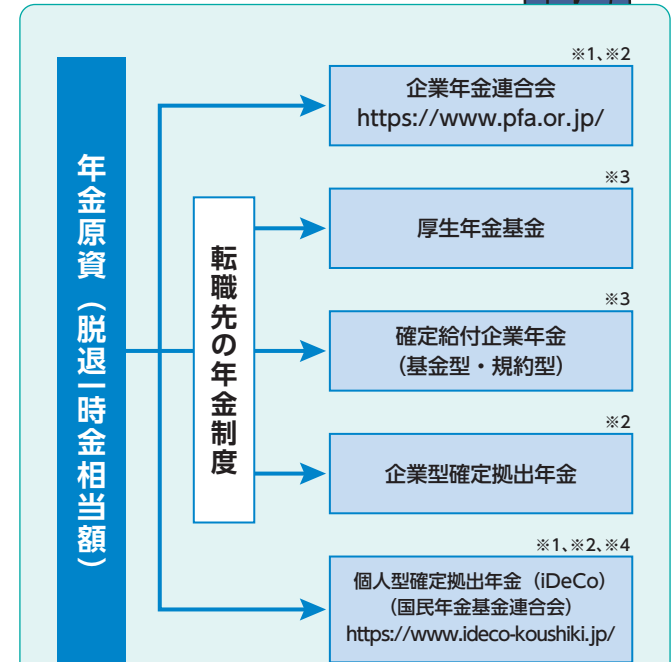 年金原資（脱退一時金相当額）
転職先の年金制度
※1、※2
企業年金連合会
https://www.pfa.or.jp/
※3
厚生年金基金
※3
確定給付企業年金
（基金型・規約型）
※2
企業型確定拠出年金
※1、※2、※4
個人型確定拠出年金（iDeCo）
（国民年金基金連合会）
https://www.ideco-koushiki.jp/